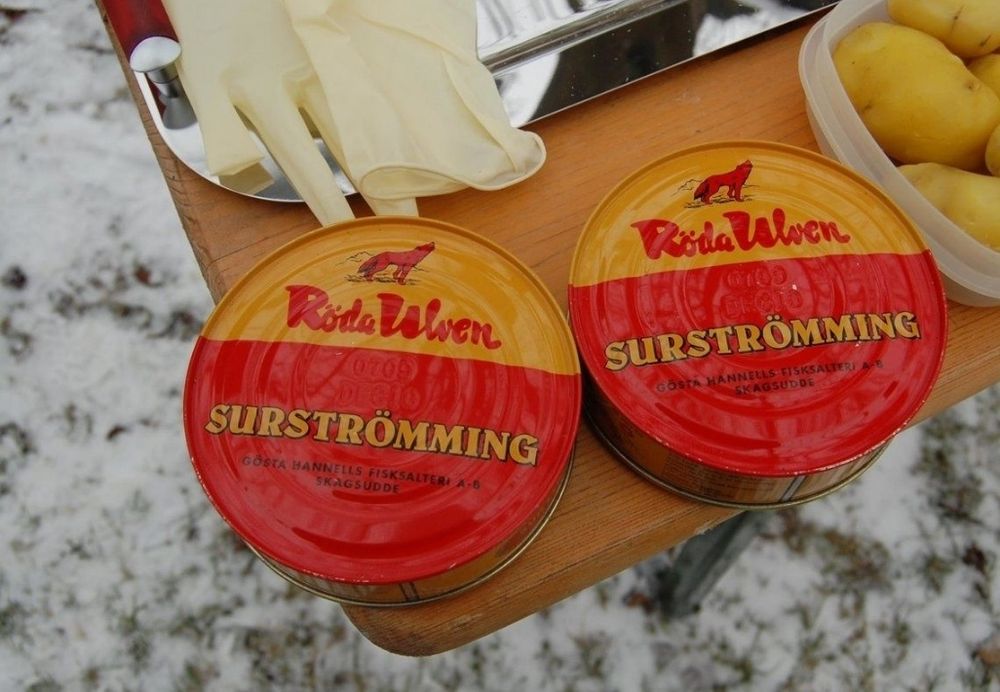 Röda Ulven
SURSTRÖMMING
GÖSTA HANNELLS FISKSALTERI A-B
SKAGSUDDE
Röda Ulven
SURSTRÖMMING
GÖSTA HANNELLS FISKSALTERI A-B
SKAGSUDDE